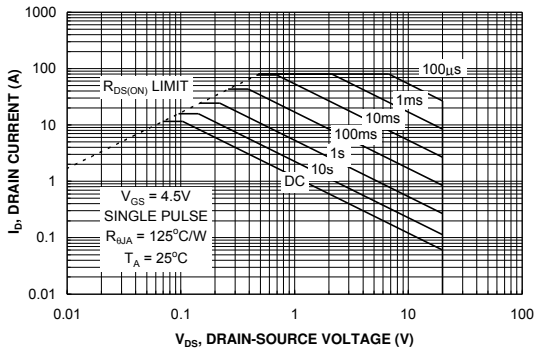 1000
100
10
1
0.1
0.01
I_D, DRAIN CURRENT (A)
R_DS(ON) LIMIT
100μs
1ms
10ms
100ms
1s
10s
DC
V_GS = 4.5V
SINGLE PULSE
R_θJA = 125°C/W
T_A = 25°C
0.01 0.1 1 10 100
V_DS, DRAIN-SOURCE VOLTAGE (V)